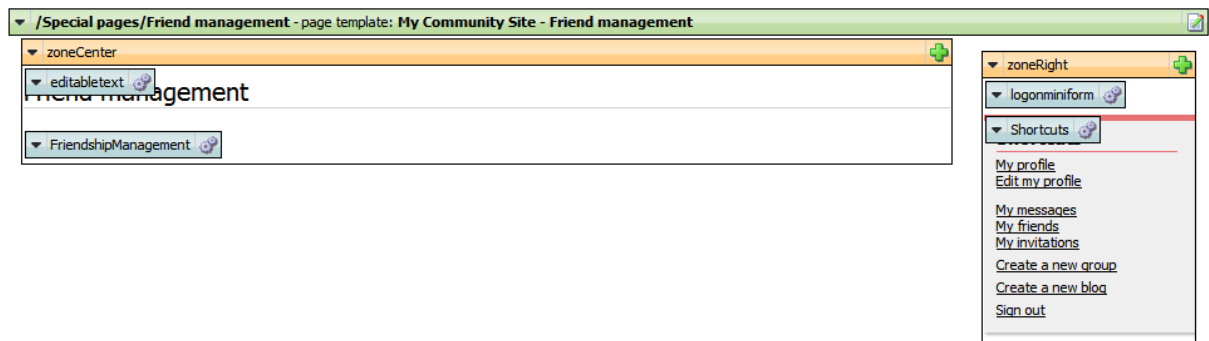 /Special pages/Friend management - page template: My Community Site - Friend management
zoneCenter
editabletext
management
FriendshipManagement
zoneRight
logonminiform
Shortcuts
My profile
Edit my profile
My messages
My friends
My invitations
Create a new group
Create a new blog
Sign out